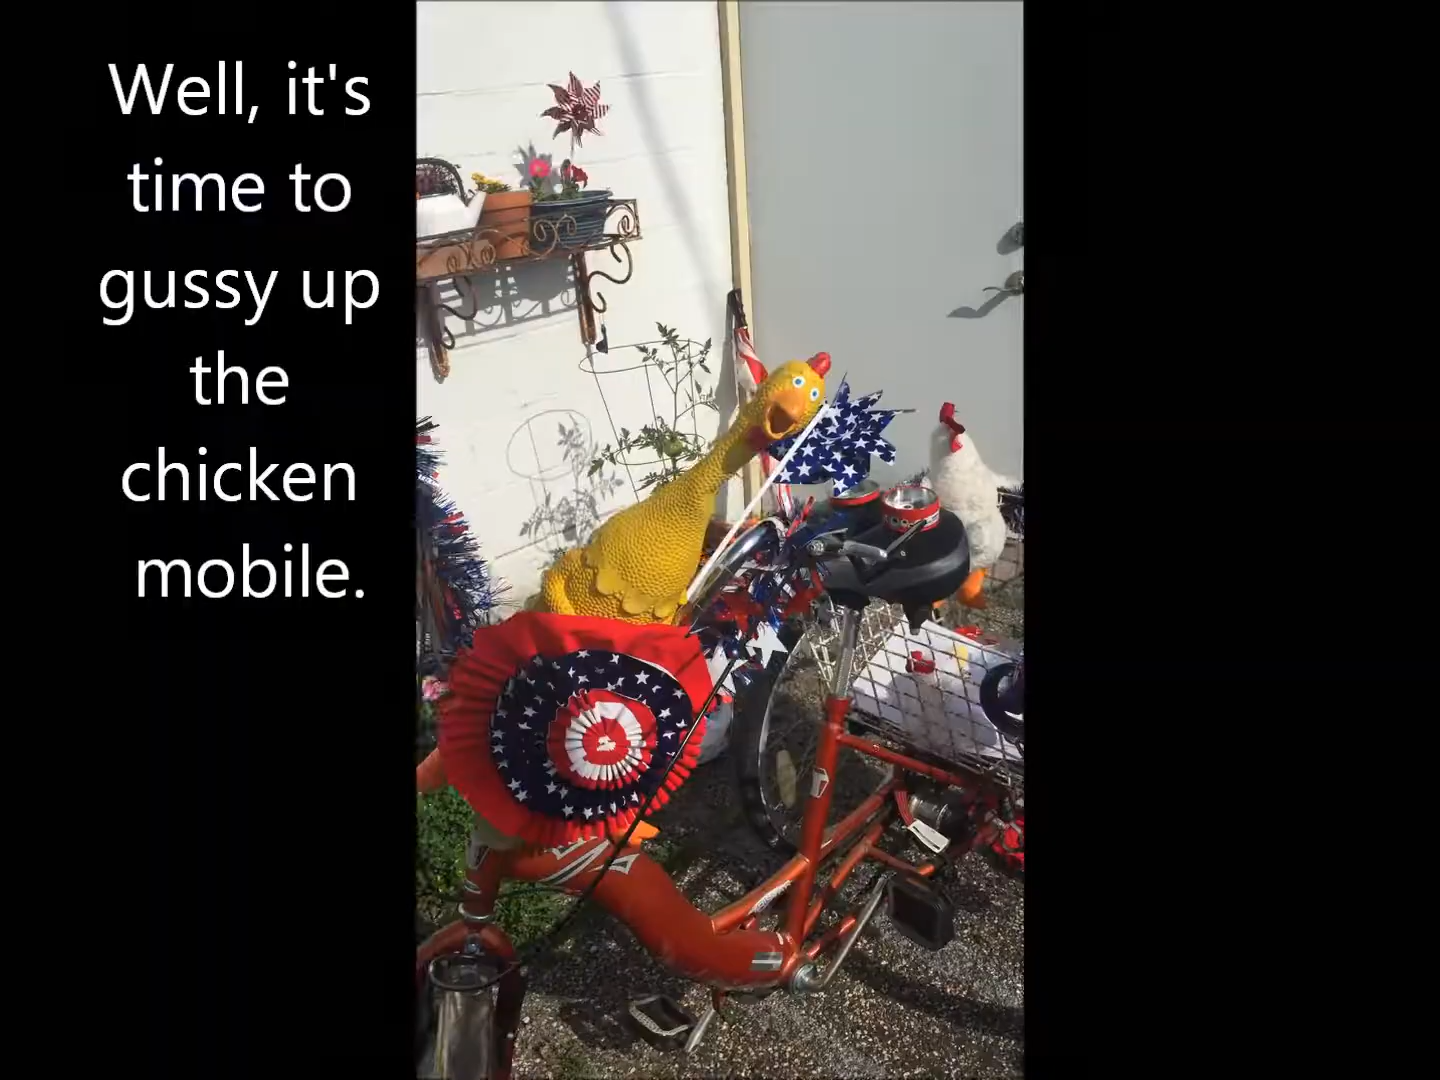 Well, it's
time to
gussy up
the
chicken
mobile.